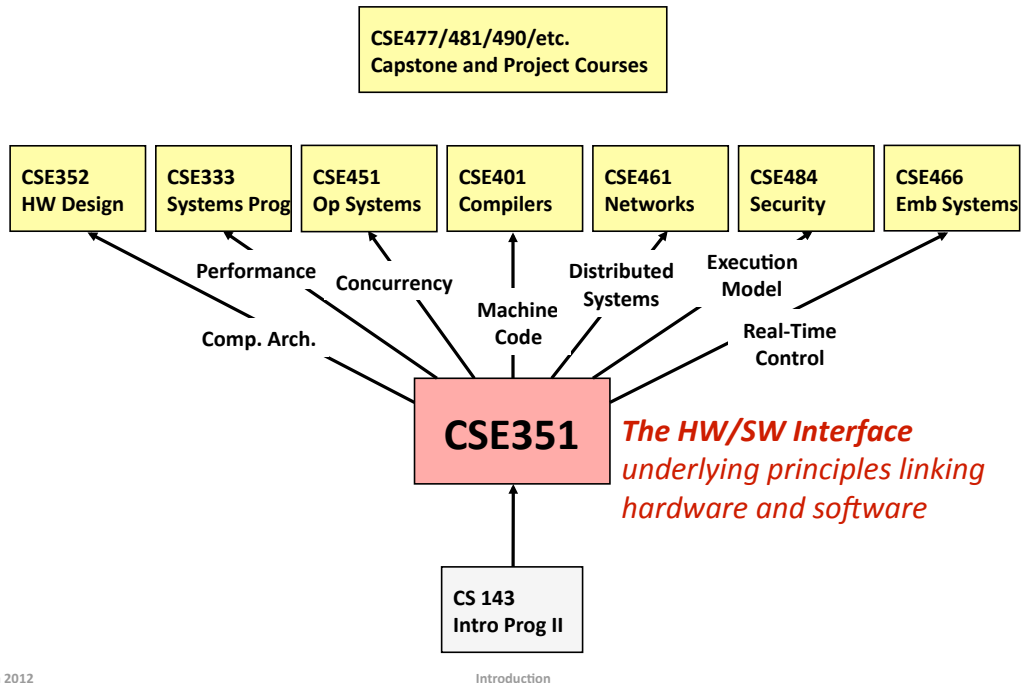 CSE477/481/490/etc.
Capstone and Project Courses
CSE352
HW Design
CSE333
Systems Prog
CSE451
Op Systems
CSE401
Compilers
CSE461
Networks
CSE484
Security
CSE466
Emb Systems
Performance
Concurrency
Comp. Arch.
Machine
Code
Distributed
Systems
Execution
Model
Real-Time
Control
CSE351
The HW/SW Interface
underlying principles linking
hardware and software
CS 143
Intro Prog II
2012
Introduction